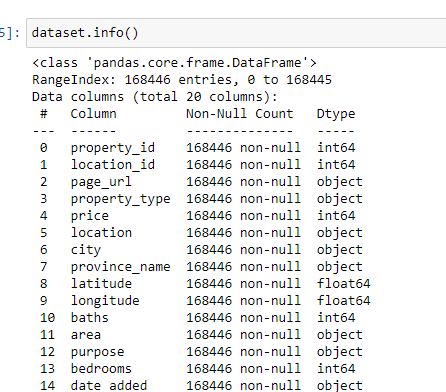 5]: dataset.info()
<class 'pandas.core.frame.DataFrame'>
RangeIndex: 168446 entries, 0 to 168445
Data columns (total 20 columns):
 #   Column         Non-Null Count   Dtype
---  ------         --------------   -----
 0   property_id    168446 non-null  int64
 1   location_id    168446 non-null  int64
 2   page_url       168446 non-null  object
 3   property_type  168446 non-null  object
 4   price          168446 non-null  int64
 5   location       168446 non-null  object
 6   city           168446 non-null  object
 7   province_name  168446 non-null  object
 8   latitude       168446 non-null  float64
 9   longitude      168446 non-null  float64
 10  baths          168446 non-null  int64
 11  area           168446 non-null  object
 12  purpose        168446 non-null  object
 13  bedrooms       168446 non-null  int64
 14  date_added     168446 non-null  object